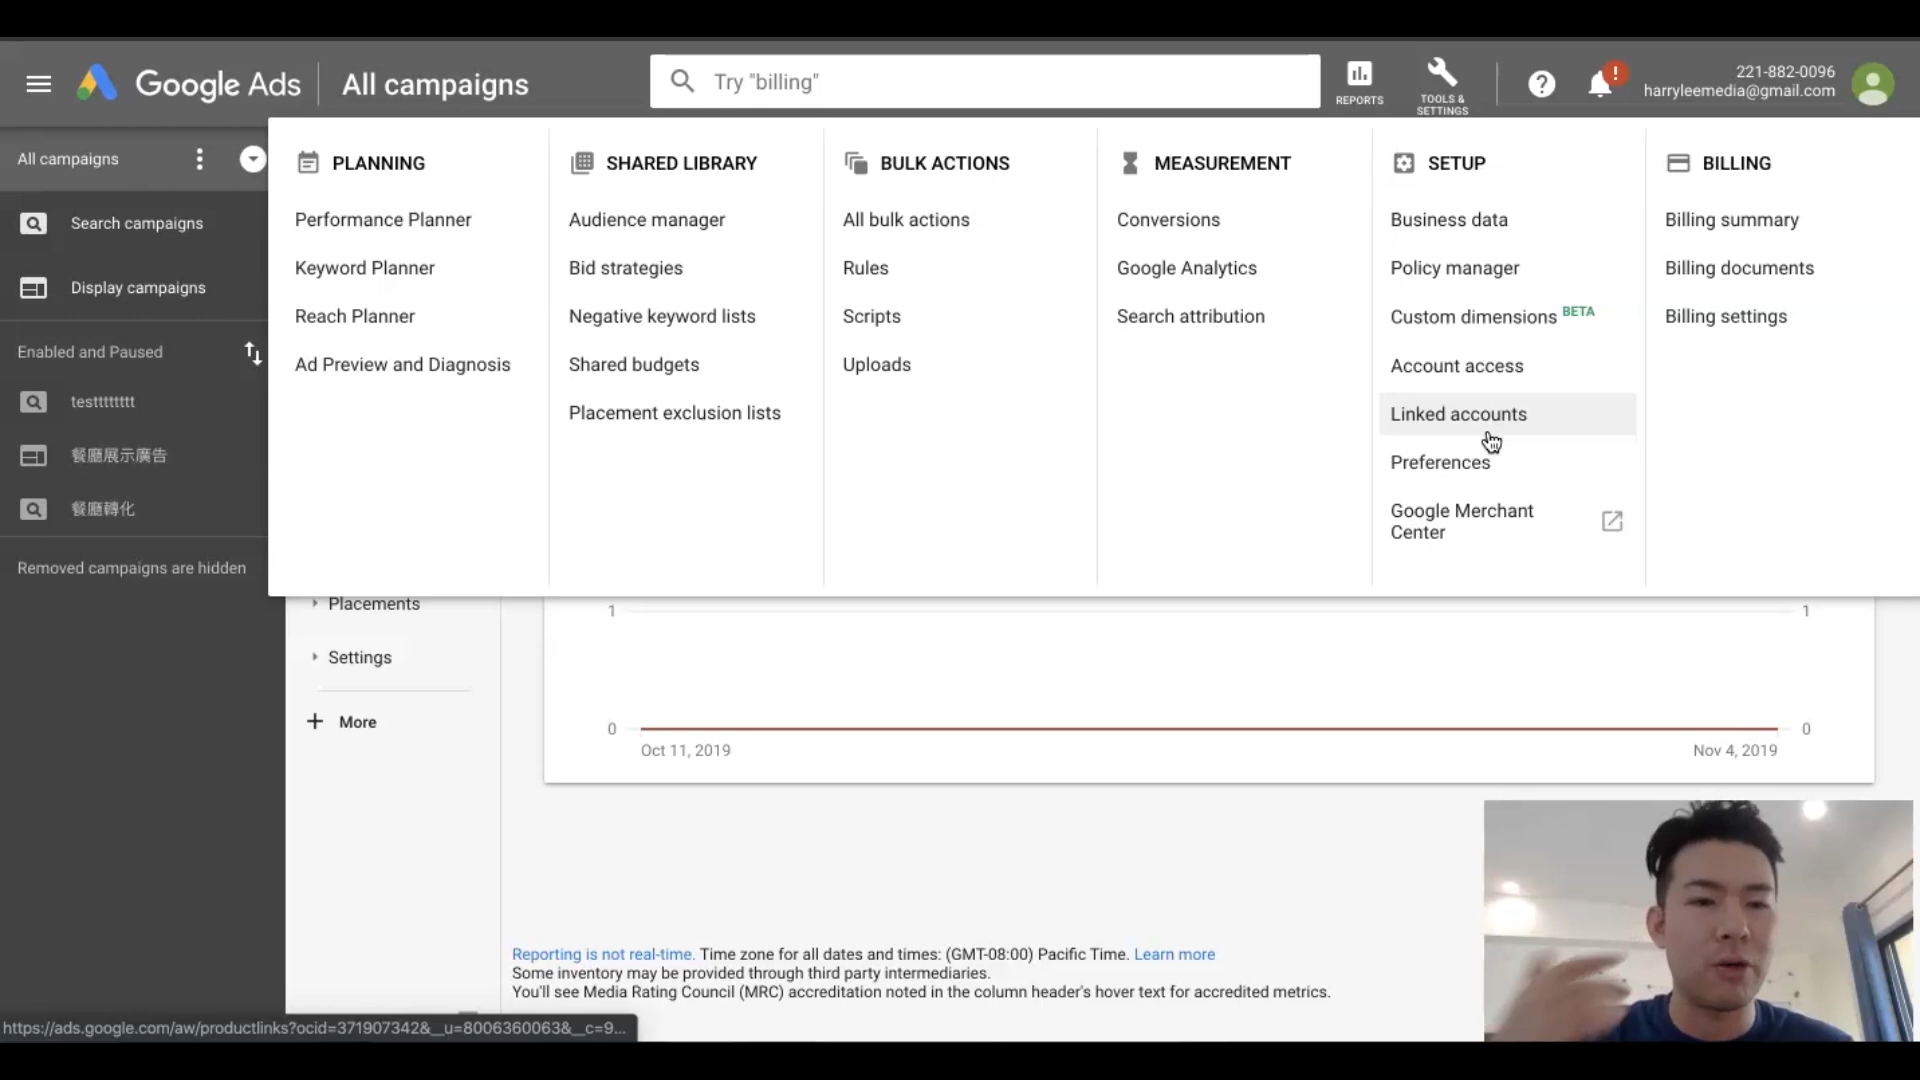 Google Ads
All campaigns
Try "billing"
REPORTS
TOOLS &
SETTINGS
!
221-882-0096
harryleemedia@gmail.com
All campaigns
Search campaigns
Display campaigns
Enabled and Paused
testttttttt
餐廳展示廣告
餐廳轉化
Removed campaigns are hidden
PLANNING
Performance Planner
Keyword Planner
Reach Planner
Ad Preview and Diagnosis
SHARED LIBRARY
Audience manager
Bid strategies
Negative keyword lists
Shared budgets
Placement exclusion lists
BULK ACTIONS
All bulk actions
Rules
Scripts
Uploads
MEASUREMENT
Conversions
Google Analytics
Search attribution
SETUP
Business data
Policy manager
Custom dimensions BETA
Account access
Linked accounts
Preferences
Google Merchant
Center
BILLING
Billing summary
Billing documents
Billing settings
Placements
Settings
More
1
1
0
0
Oct 11, 2019
Nov 4, 2019
Reporting is not real-time. Time zone for all dates and times: (GMT-08:00) Pacific Time. Learn more
Some inventory may be provided through third party intermediaries.
You'll see Media Rating Council (MRC) accreditation noted in the column header's hover text for accredited metrics.
https://ads.google.com/aw/productlinks?ocid=371907342&__u=8006360063&__c=9...